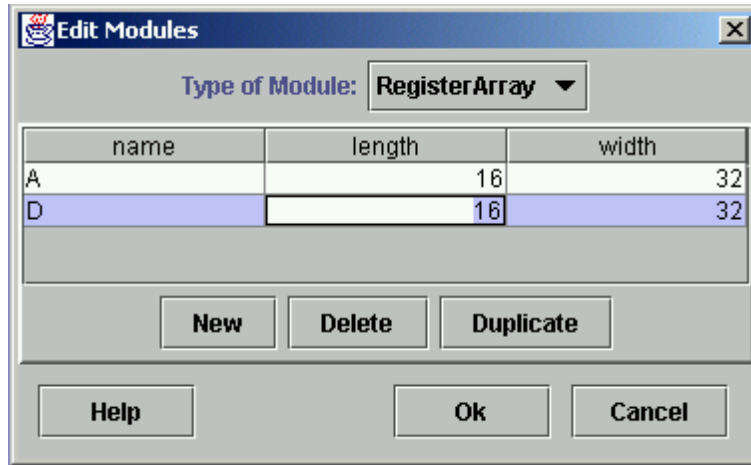 Edit Modules
Type of Module: RegisterArray
name length width
A 16 32
D 16 32
New Delete Duplicate
Help Ok Cancel